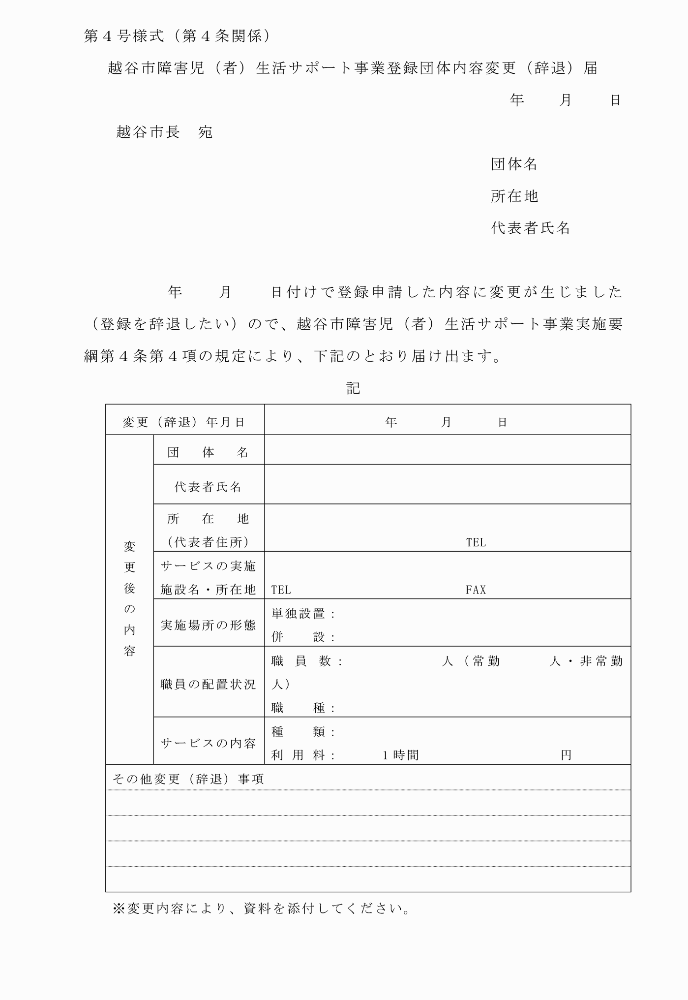 第４号様式（第４条関係）
越谷市障害児（者）生活サポート事業登録団体内容変更（辞退）届
年　　月　　日
越谷市長　宛
団体名
所在地
代表者氏名
年　　月　　日付けで登録申請した内容に変更が生じました
（登録を辞退したい）ので、越谷市障害児（者）生活サポート事業実施要
綱第４条第４項の規定により、下記のとおり届け出ます。
記
変更（辞退）年月日　　年　　月　　日
変更後の内容
団　体　名
代表者氏名
所　在　地
（代表者住所）　　TEL
サービスの実施
施設名・所在地　TEL　　FAX
実施場所の形態
単独設置：
併　　設：
職員の配置状況
職　員　数：　　人（常勤　　人・非常勤
人）
職　　種：
サービスの内容
種　　類：
利　用　料：　　１時間　　円
その他変更（辞退）事項
※変更内容により、資料を添付してください。